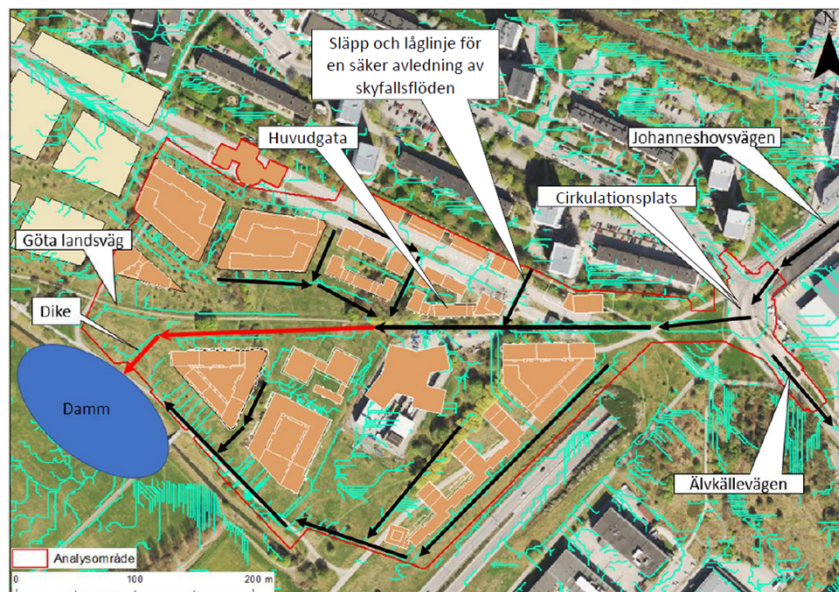 Släpp och låglinje för
en säker avledning av
skyfallsflöden
Huvudgata
Johanneshovsvägen
Cirkulationsplats
Göta landsväg
Dike
Damm
Älvkällevägen
Analysområde
0 100 200 m